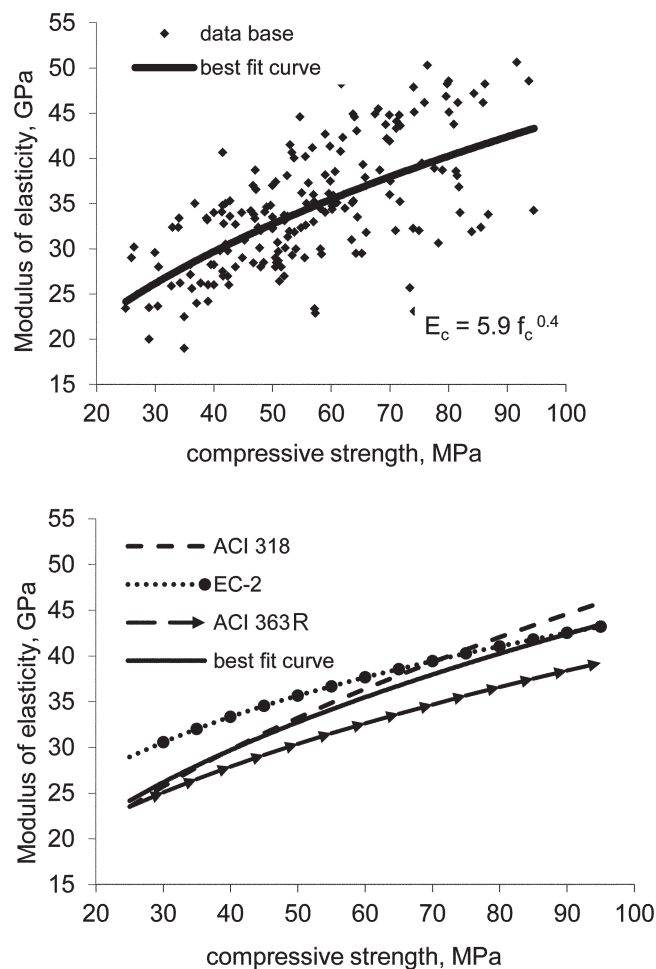 data base
best fit curve
55
50
45
40
35
30
25
20
15
Modulus of elasticity, GPa
E_c = 5.9 f_c^0.4
20 30 40 50 60 70 80 90 100
compressive strength, MPa
55
50
45
40
35
30
25
20
15
Modulus of elasticity, GPa
ACI 318
EC-2
ACI 363R
best fit curve
20 30 40 50 60 70 80 90 100
compressive strength, MPa